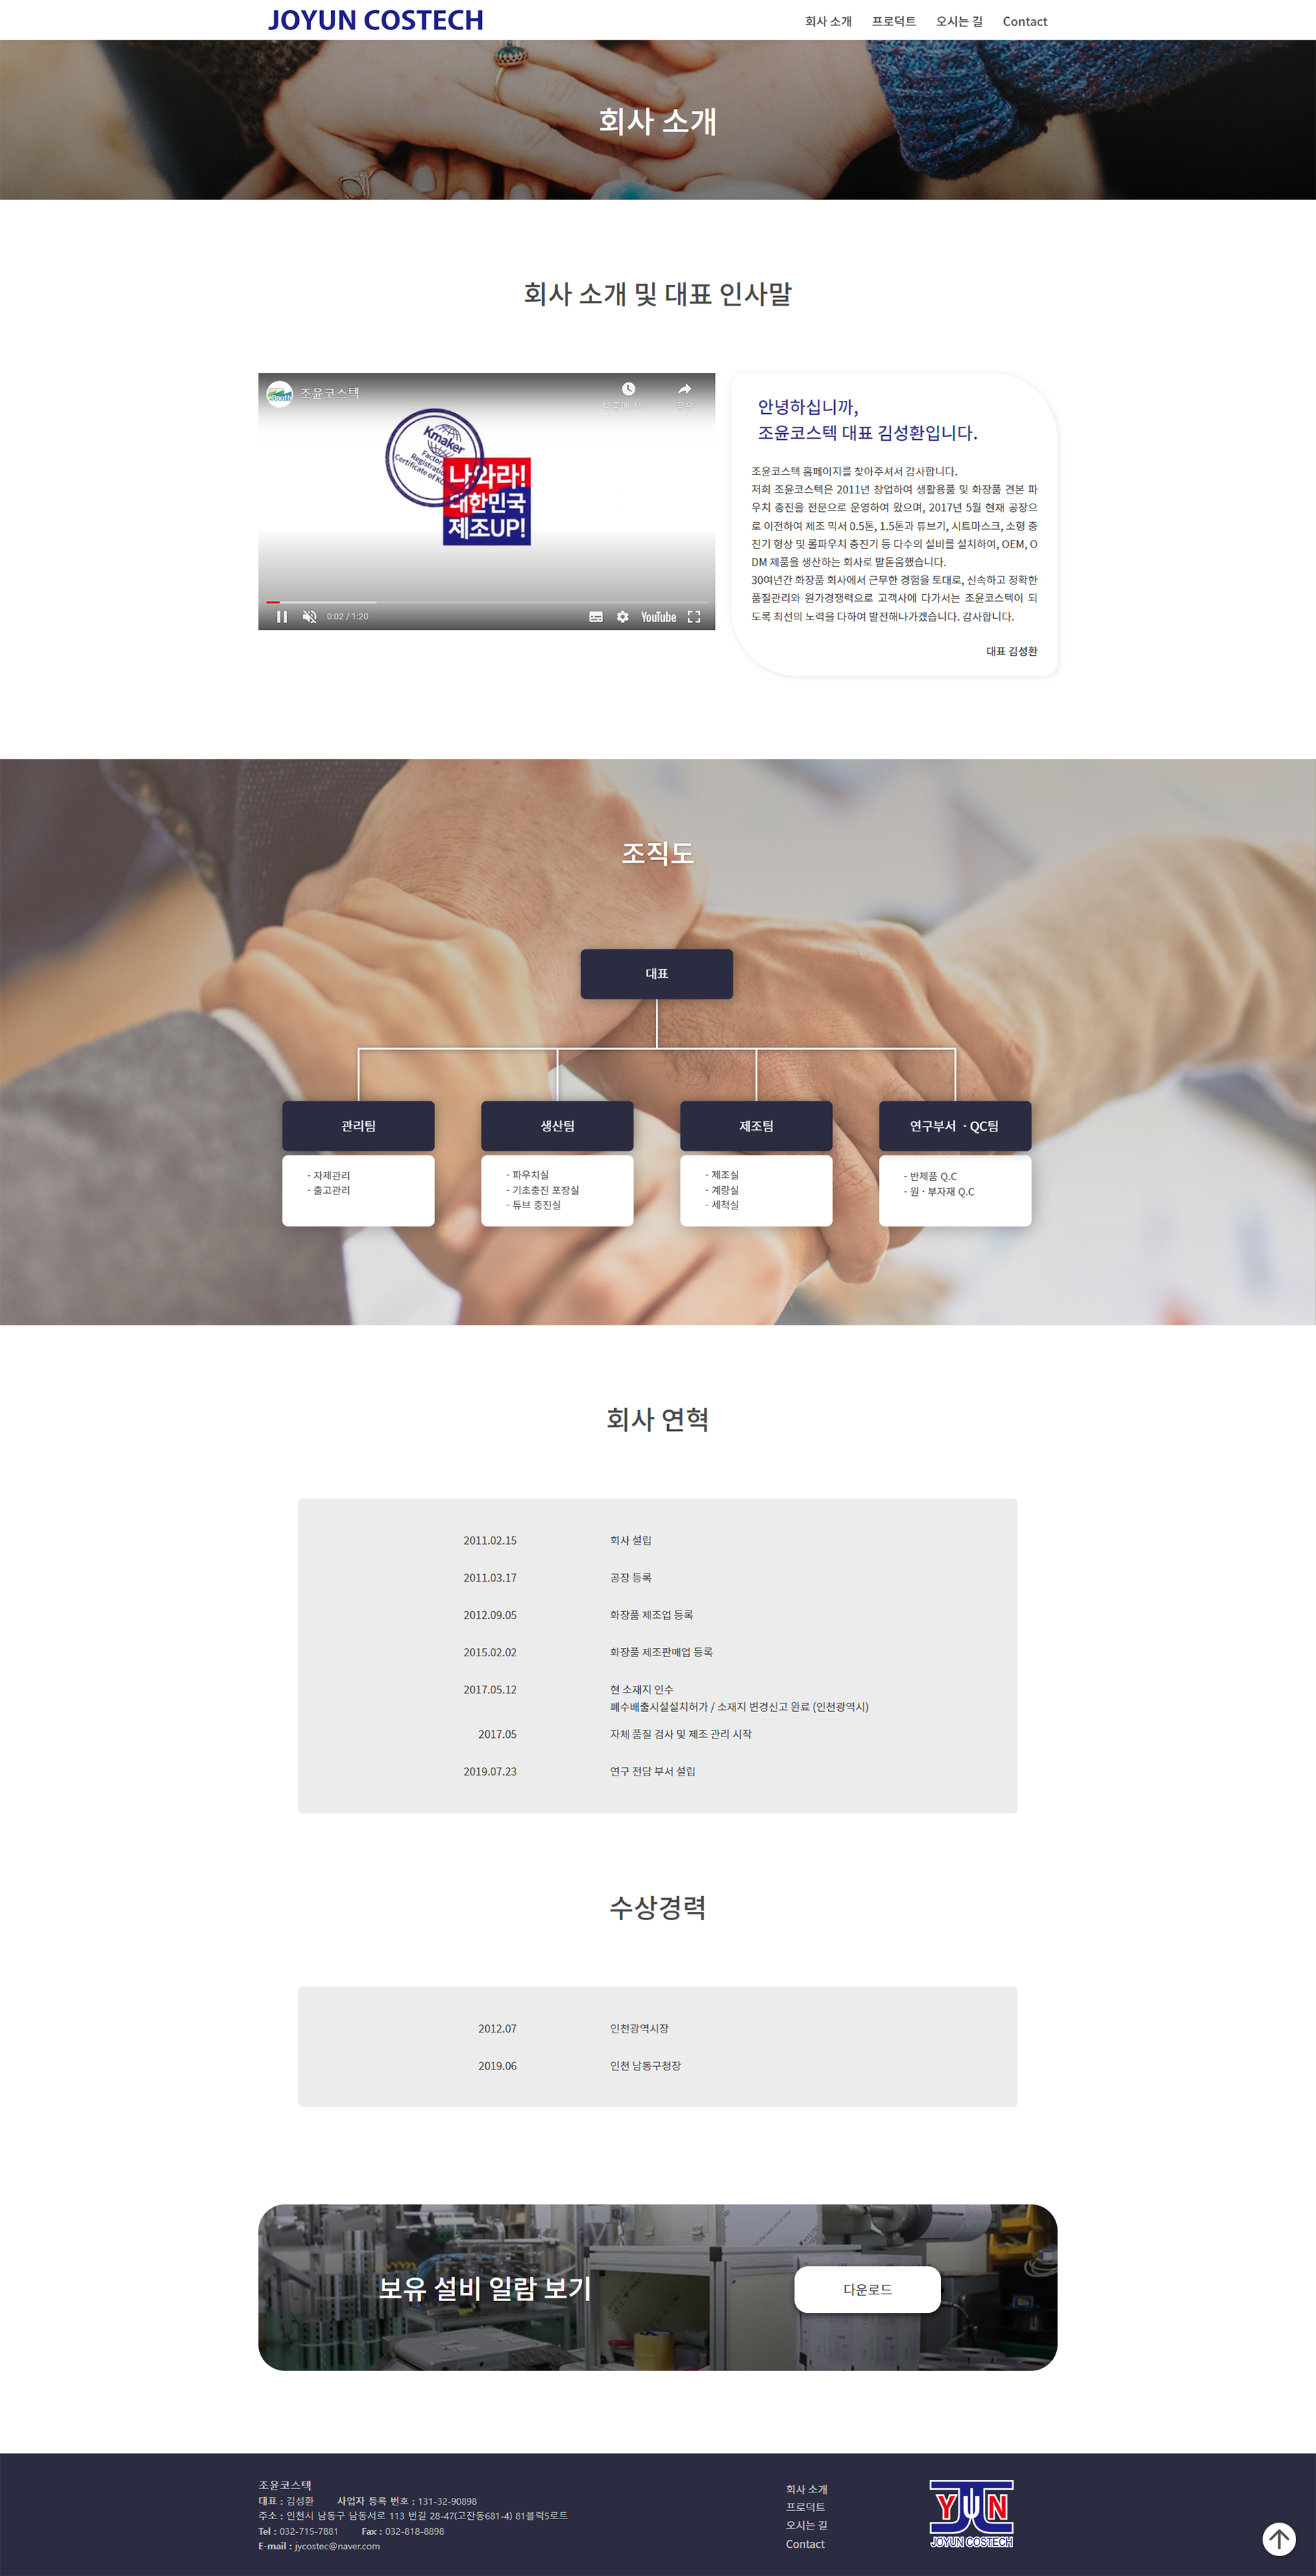 JOYUN COSTECH
회사 소개 프로덕트 오시는 길 Contact
회사 소개
회사 소개 및 대표 인사말
조윤코스텍
Kmaker
Factory
Registration
Certificate of
나와라!
대한민국
제조UP!
0:02 / 1:20
YouTube
안녕하십니까,
조윤코스텍 대표 김성환입니다.
조윤코스텍 홈페이지를 찾아주셔서 감사합니다.
저희 조윤코스텍은 2011년 창업하여 생활용품 및 화장품 견본 파
우치 충진을 전문으로 운영하여 왔으며, 2017년 5월 현재 공장으
로 이전하여 제조 믹서 0.5톤, 1.5톤과 튜브기, 시트마스크, 소형 충
진기 형상 및 롤파우치 충진기 등 다수의 설비를 설치하여, OEM, O
DM 제품을 생산하는 회사로 발돋움했습니다.
30여년간 화장품 회사에서 근무한 경험을 토대로, 신속하고 정확한
품질관리와 원가경쟁력으로 고객사에 다가서는 조윤코스텍이 되
도록 최선의 노력을 다하여 발전해나가겠습니다. 감사합니다.
대표 김성환
조직도
대표
관리팀
- 자제관리
- 출고관리
생산팀
- 파우치실
- 기초충진 포장실
- 튜브 충진실
제조팀
- 제조실
- 계량실
- 세척실
연구부서 · QC팀
- 반제품 Q.C
- 원 · 부자재 Q.C
회사 연혁
2011.02.15 회사 설립
2011.03.17 공장 등록
2012.09.05 화장품 제조업 등록
2015.02.02 화장품 제조판매업 등록
2017.05.12 현 소재지 인수
폐수배출시설설치허가 / 소재지 변경신고 완료 (인천광역시)
2017.05 자체 품질 검사 및 제조 관리 시작
2019.07.23 연구 전담 부서 설립
수상경력
2012.07 인천광역시장
2019.06 인천 남동구청장
보유 설비 일람 보기
다운로드
조윤코스텍
대표 : 김성환 사업자 등록 번호 : 131-32-90898
주소 : 인천시 남동구 남동서로 113 번길 28-47(고잔동681-4) 81블럭5로트
Tel : 032-715-7881 Fax : 032-818-8898
E-mail : jycostec@naver.com
회사 소개
프로덕트
오시는 길
Contact
YUN
JOYUN COSTECH